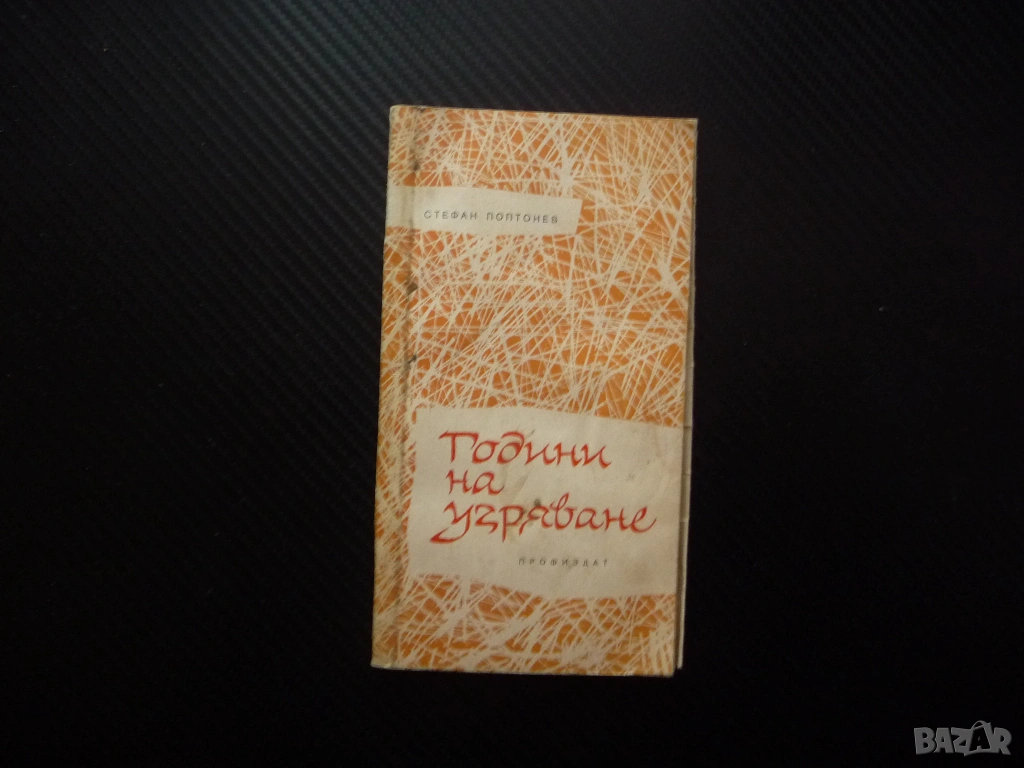 СТЕФАН ПОПТОНЕВ
Години
на
узряване
ПРОФИЗДАТ
BAZAR